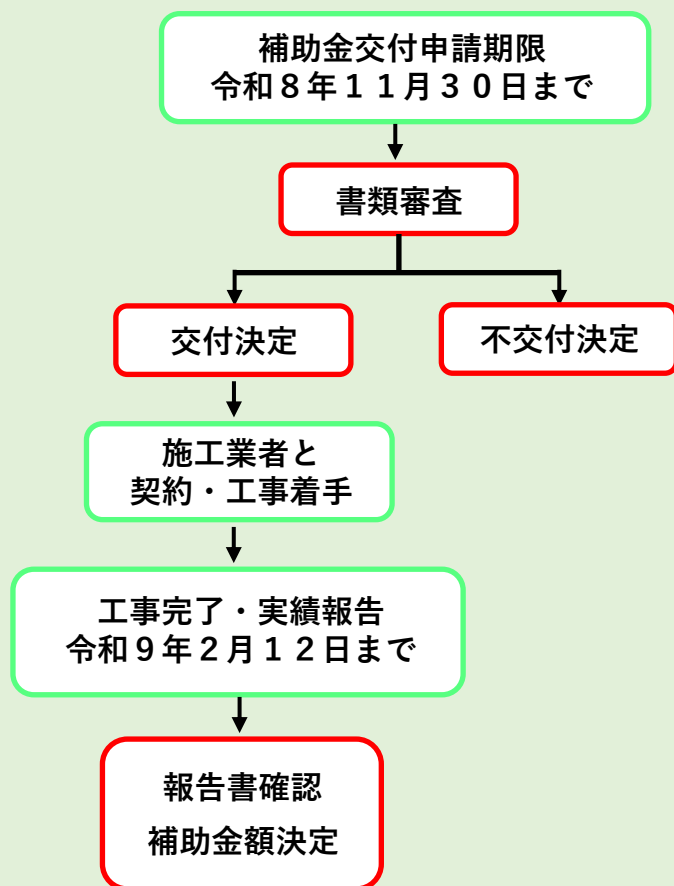 補助金交付申請期限
令和８年１１月３０日まで
書類審査
交付決定
不交付決定
施工業者と
契約・工事着手
工事完了・実績報告
令和９年２月１２日まで
報告書確認
補助金額決定